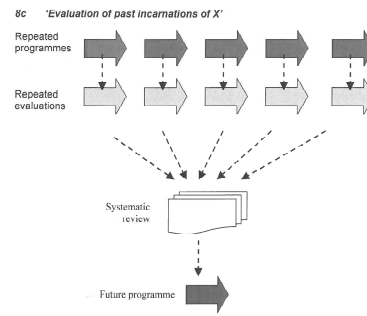 8c 'Evaluation of past incarnations of X'
Repeated
programmes
Repeated
evaluations
Systematic
review
Future programme